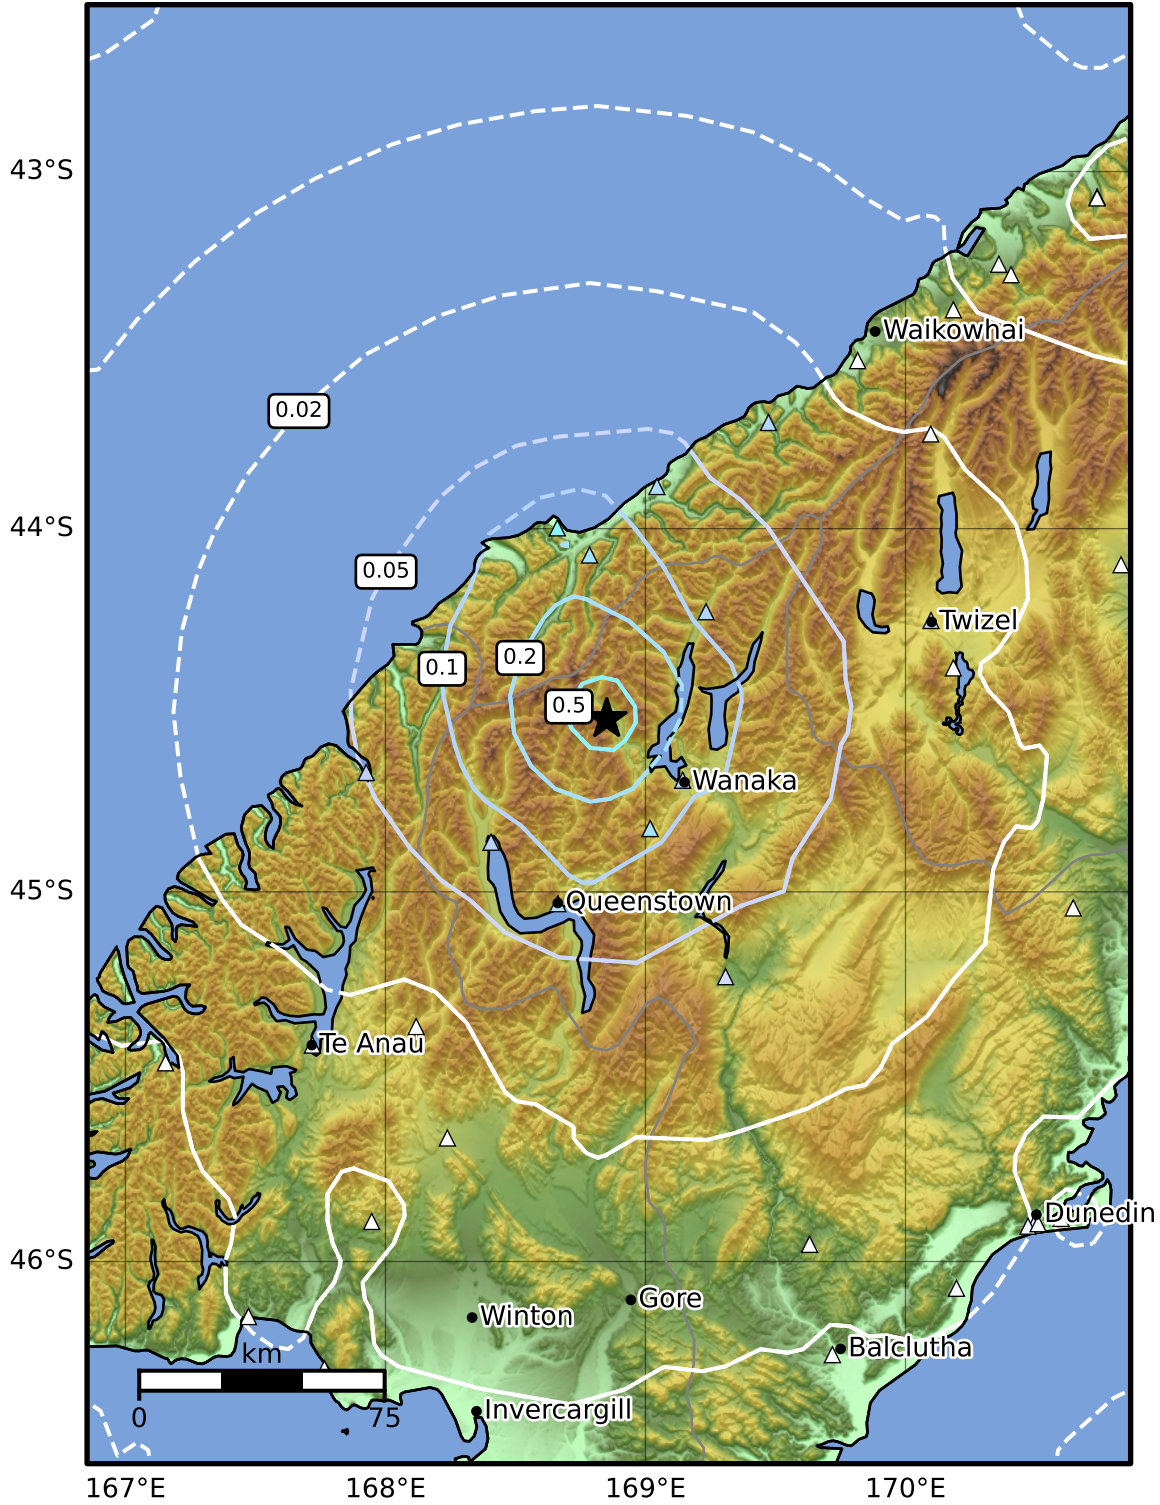 43°S
Waikowhai
0.02
44°S
0.05
Twizel
0.2
0.1
0.5
Wanaka
45°S
Queenstown
Te Anau
Dunedin
46°S
Gore
Winton
Balclutha
km
0
75
Invercargill
167°E
168°E
169°E
170°E